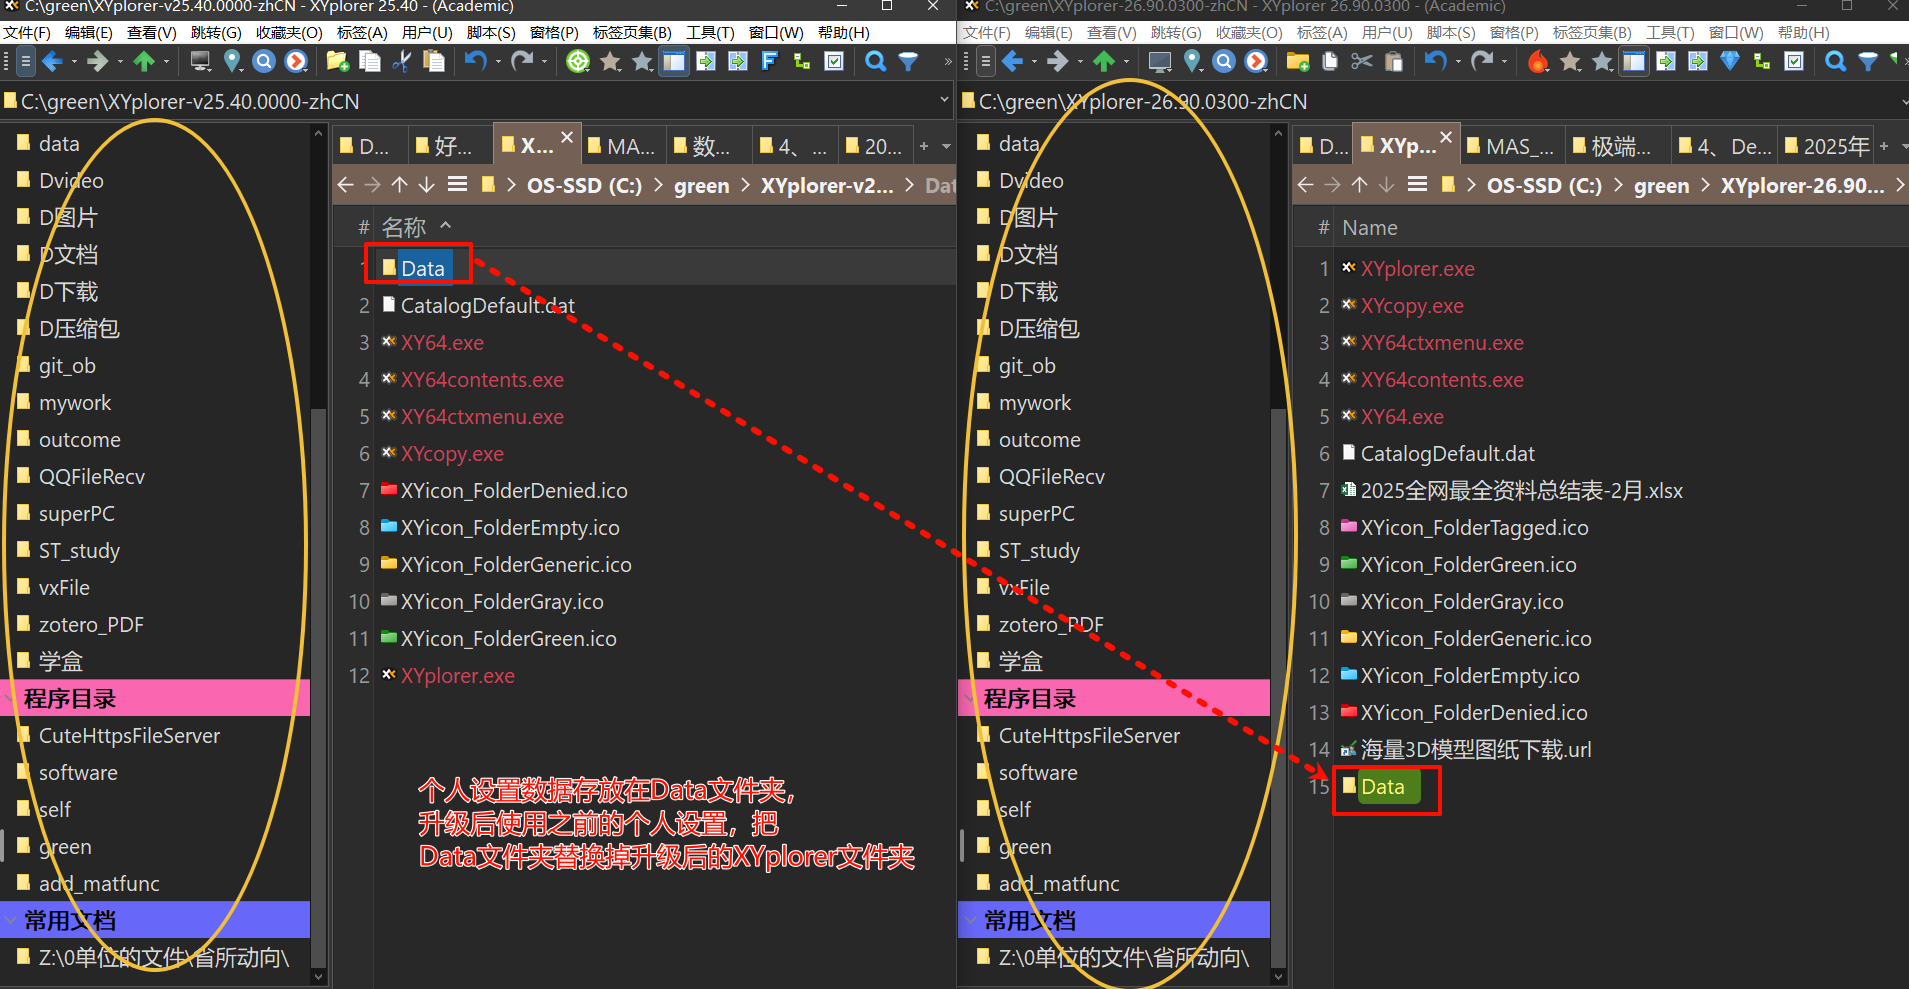 C:\green\XYplorer-v25.40.0000-zhCN - XYplorer 25.40 - (Academic)
文件(F) 编辑(E) 查看(V) 跳转(G) 收藏夹(O) 标签(A) 用户(U) 脚本(S) 窗格(P) 标签页集(B) 工具(T) 窗口(W) 帮助(H)
C:\green\XYplorer-v25.40.0000-zhCN
data
Dvideo
D图片
D文档
D下载
D压缩包
git_ob
mywork
outcome
QQFileRecv
superPC
ST_study
vxFile
zotero_PDF
学盒
程序目录
CuteHttpsFileServer
software
self
green
add_matfunc
常用文档
Z:\0单位的文件\省所动向\
D... 好... X... MA... 数... 4、... 20...
OS-SSD (C:) > green > XYplorer-v2... > Dat
# 名称
1 Data
2 CatalogDefault.dat
3 XY64.exe
4 XY64contents.exe
5 XY64ctxmenu.exe
6 XYcopy.exe
7 XYicon_FolderDenied.ico
8 XYicon_FolderEmpty.ico
9 XYicon_FolderGeneric.ico
10 XYicon_FolderGray.ico
11 XYicon_FolderGreen.ico
12 XYplorer.exe
个人设置数据存放在Data文件夹，
升级后使用之前的个人设置，把
Data文件夹替换掉升级后的XYplorer文件夹
C:\green\XYplorer-26.90.0300-zhCN - XYplorer 26.90.0300 - (Academic)
文件(F) 编辑(E) 查看(V) 跳转(G) 收藏夹(O) 标签(A) 用户(U) 脚本(S) 窗格(P) 标签页集(B) 工具(T) 窗口(W) 帮助(H)
C:\green\XYplorer-26.90.0300-zhCN
data
Dvideo
D图片
D文档
D下载
D压缩包
git_ob
mywork
outcome
QQFileRecv
superPC
ST_study
vxFile
zotero_PDF
学盒
程序目录
CuteHttpsFileServer
software
self
green
add_matfunc
常用文档
Z:\0单位的文件\省所动向\
D... XYp... MAS_... 极端... 4、De... 2025年
OS-SSD (C:) > green > XYplorer-26.90... >
# Name
1 XYplorer.exe
2 XYcopy.exe
3 XY64ctxmenu.exe
4 XY64contents.exe
5 XY64.exe
6 CatalogDefault.dat
7 2025全网最全资料总结表-2月.xlsx
8 XYicon_FolderTagged.ico
9 XYicon_FolderGreen.ico
10 XYicon_FolderGray.ico
11 XYicon_FolderGeneric.ico
12 XYicon_FolderEmpty.ico
13 XYicon_FolderDenied.ico
14 海量3D模型图纸下载.url
15 Data